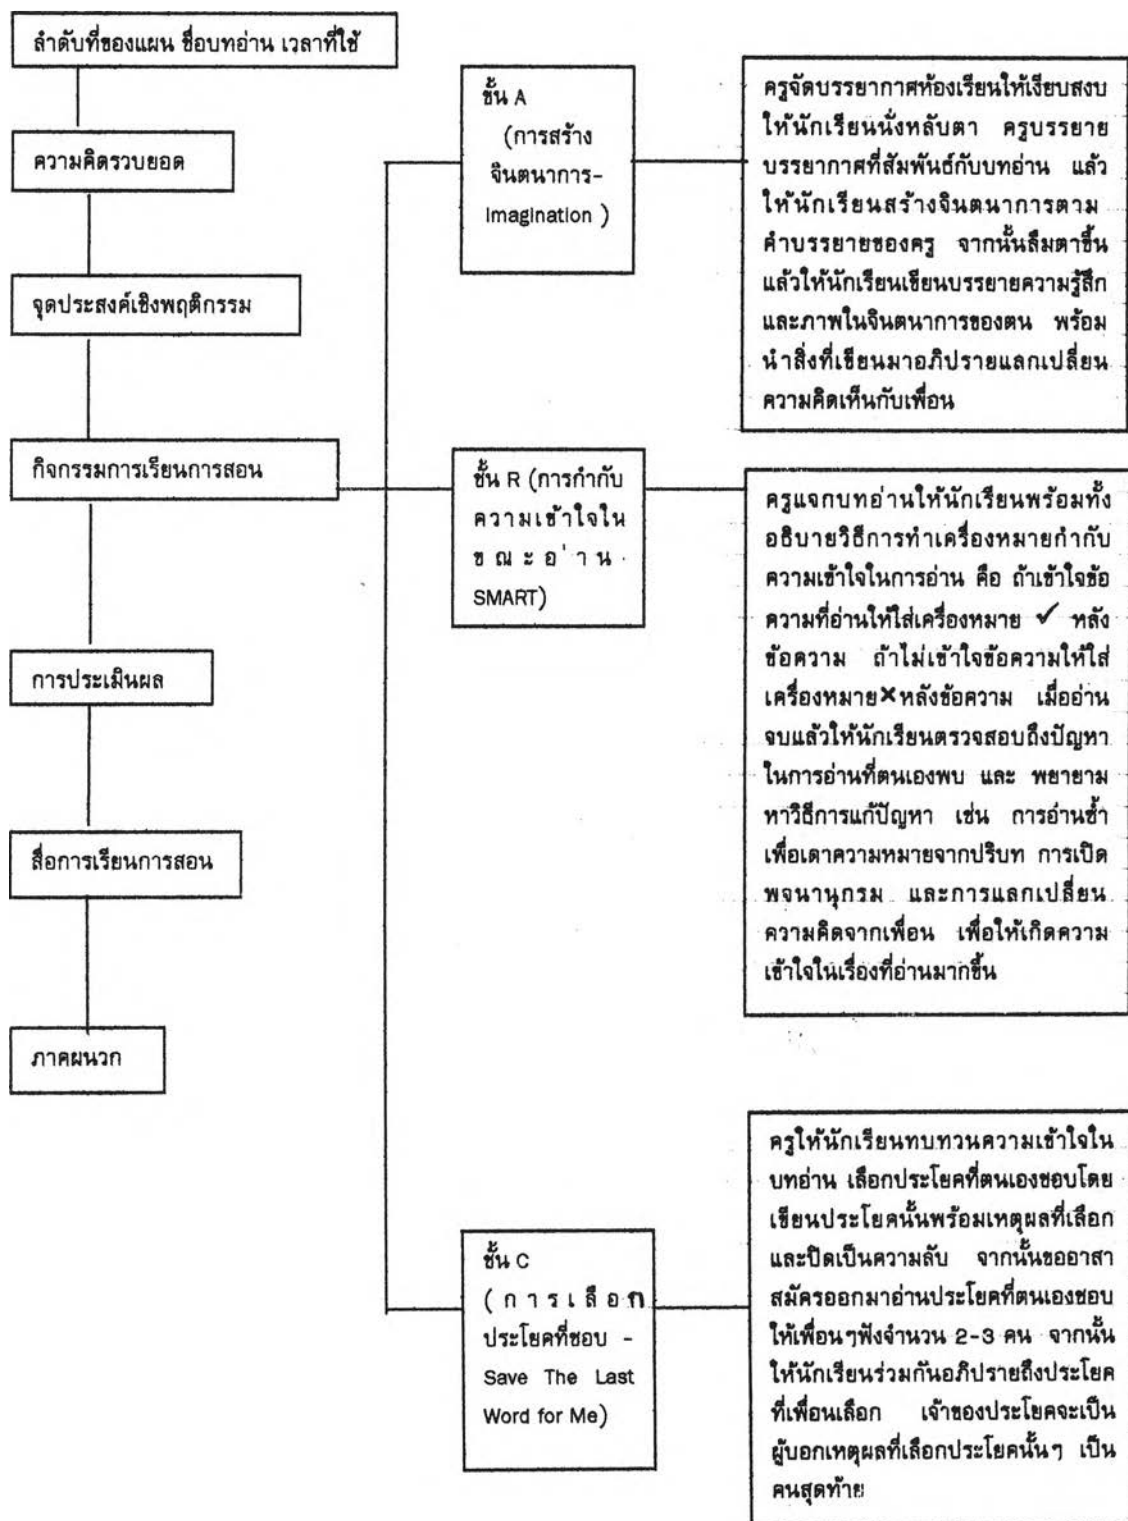 ลำดับที่ของแผน ชื่อบทอ่าน เวลาที่ใช้
ความคิดรวบยอด
จุดประสงค์เชิงพฤติกรรม
กิจกรรมการเรียนการสอน
การประเมินผล
สื่อการเรียนการสอน
ภาคผนวก
ขั้น A
(การสร้าง
จินตนาการ-
Imagination )
ครูจัดบรรยากาศห้องเรียนให้เงียบสงบ
ให้นักเรียนนั่งหลับตา ครูบรรยาย
บรรยากาศที่สัมพันธ์กับบทอ่าน แล้ว
ให้นักเรียนสร้างจินตนาการตาม
คำบรรยายของครู จากนั้นลืมตาขึ้น
แล้วให้นักเรียนเขียนบรรยายความรู้สึก
และภาพในจินตนาการของตน พร้อม
นำสิ่งที่เขียนมาอภิปรายแลกเปลี่ยน
ความคิดเห็นกับเพื่อน
ขั้น R (การกำกับ
ความเข้าใจใน
ขณะอ่าน
SMART)
ครูแจกบทอ่านให้นักเรียนพร้อมทั้ง
อธิบายวิธีการทำเครื่องหมายกำกับ
ความเข้าใจในการอ่าน คือ ถ้าเข้าใจข้อ
ความที่อ่านให้ใส่เครื่องหมาย ✓ หลัง
ข้อความ ถ้าไม่เข้าใจข้อความให้ใส่
เครื่องหมาย×หลังข้อความ เมื่ออ่าน
จบแล้วให้นักเรียนตรวจสอบถึงปัญหา
ในการอ่านที่ตนเองพบ และ พยายาม
หาวิธีการแก้ปัญหา เช่น การอ่านซ้ำ
เพื่อเดาความหมายจากปริบท การเปิด
พจนานุกรม และการแลกเปลี่ยน
ความคิดจากเพื่อน เพื่อให้เกิดความ
เข้าใจในเรื่องที่อ่านมากขึ้น
ขั้น C
(การเลือก
ประโยคที่ชอบ -
Save The Last
Word for Me)
ครูให้นักเรียนทบทวนความเข้าใจใน
บทอ่าน เลือกประโยคที่ตนเองชอบโดย
เขียนประโยคนั้นพร้อมเหตุผลที่เลือก
และปิดเป็นความลับ จากนั้นขออาสา
สมัครออกมาอ่านประโยคที่ตนเองชอบ
ให้เพื่อนๆฟังจำนวน 2-3 คน จากนั้น
ให้นักเรียนร่วมกันอภิปรายถึงประโยค
ที่เพื่อนเลือก เจ้าของประโยคจะเป็น
ผู้บอกเหตุผลที่เลือกประโยคนั้นๆ เป็น
คนสุดท้าย